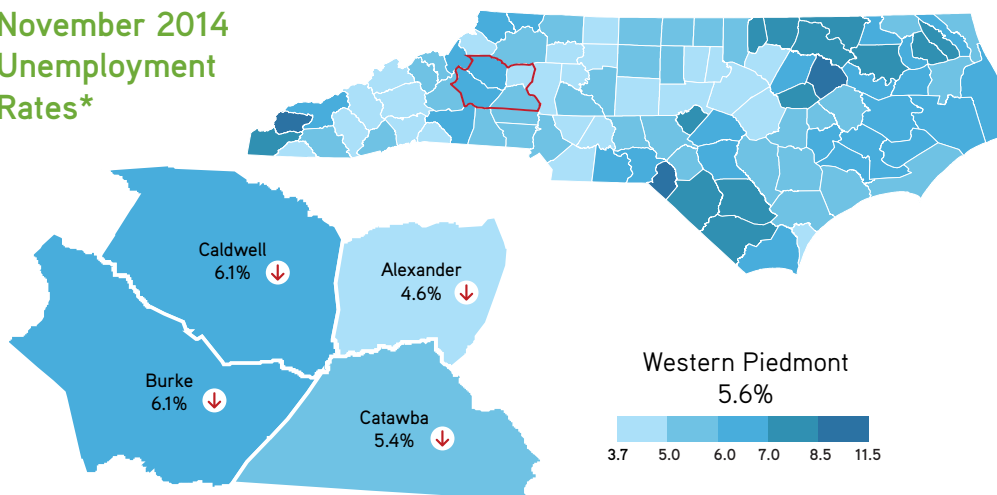 November 2014
Unemployment
Rates*
Caldwell
6.1%
Alexander
4.6%
Burke
6.1%
Catawba
5.4%
Western Piedmont
5.6%
3.7 5.0 6.0 7.0 8.5 11.5